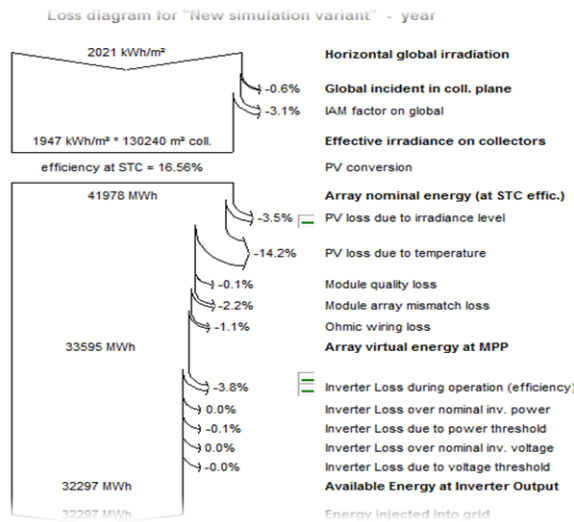 Loss diagram for "New simulation variant" - year
2021 kWh/m² Horizontal global irradiation
-0.6% Global incident in coll. plane
-3.1% IAM factor on global
1947 kWh/m² * 130240 m² coll. Effective irradiance on collectors
efficiency at STC = 16.56% PV conversion
41978 MWh Array nominal energy (at STC effic.)
-3.5% PV loss due to irradiance level
-14.2% PV loss due to temperature
-0.1% Module quality loss
-2.2% Module array mismatch loss
-1.1% Ohmic wiring loss
33595 MWh Array virtual energy at MPP
-3.8% Inverter Loss during operation (efficiency)
0.0% Inverter Loss over nominal inv. power
-0.1% Inverter Loss due to power threshold
0.0% Inverter Loss over nominal inv. voltage
-0.0% Inverter Loss due to voltage threshold
32297 MWh Available Energy at Inverter Output
32297 MWh Energy injected into grid